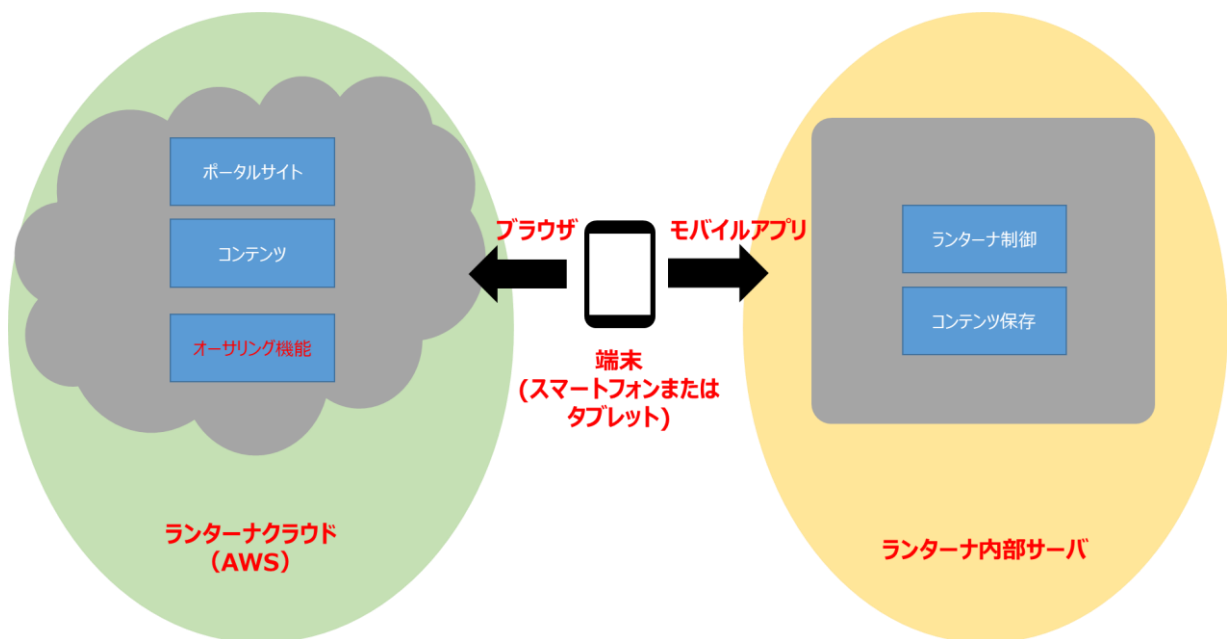 ポータルサイト
コンテンツ
オーサリング機能
ランターナクラウド
（AWS）
ブラウザ
モバイルアプリ
端末
(スマートフォンまたは
タブレット)
ランターナ制御
コンテンツ保存
ランターナ内部サーバ